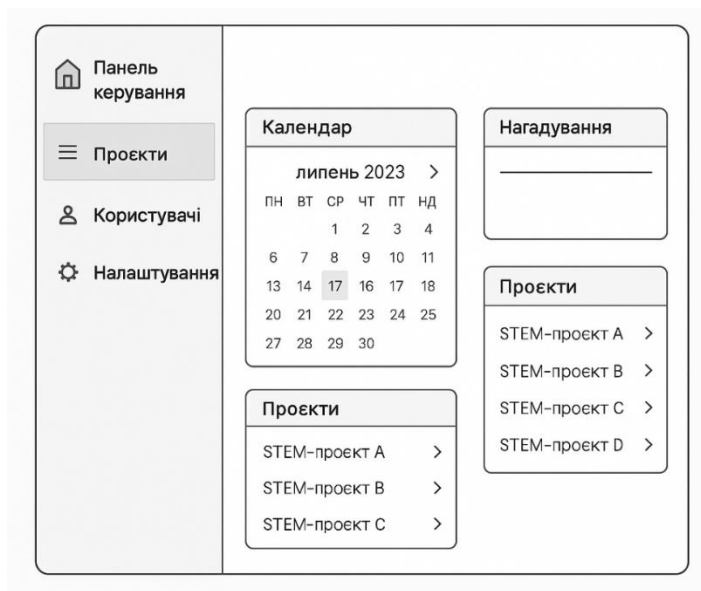 Панель
керування
Проєкти
Користувачі
Налаштування
Календар
липень 2023 >
ПН ВТ СР ЧТ ПТ НД
1 2 3 4
6 7 8 9 10 11
13 14 17 16 17 18
20 21 22 23 24 25
27 28 29 30
Проєкти
STEM-проєкт A >
STEM-проєкт B >
STEM-проєкт C >
Нагадування
Проєкти
STEM-проєкт A >
STEM-проєкт B >
STEM-проєкт C >
STEM-проєкт D >